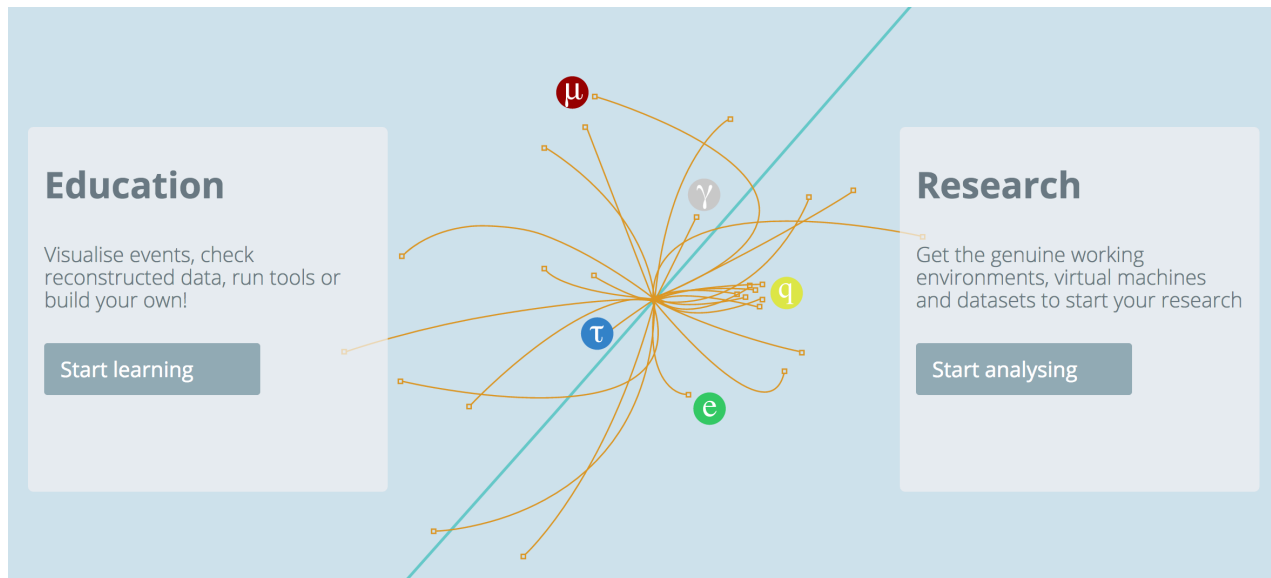 Education
Visualise events, check
reconstructed data, run tools or
build your own!
Start learning
μ
γ
q
τ
e
Research
Get the genuine working
environments, virtual machines
and datasets to start your research
Start analysing